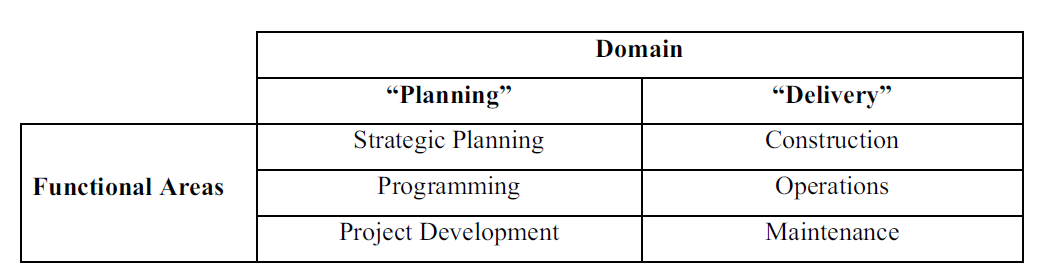 Domain
“Planning” “Delivery”
Strategic Planning Construction
Functional Areas Programming Operations
Project Development Maintenance